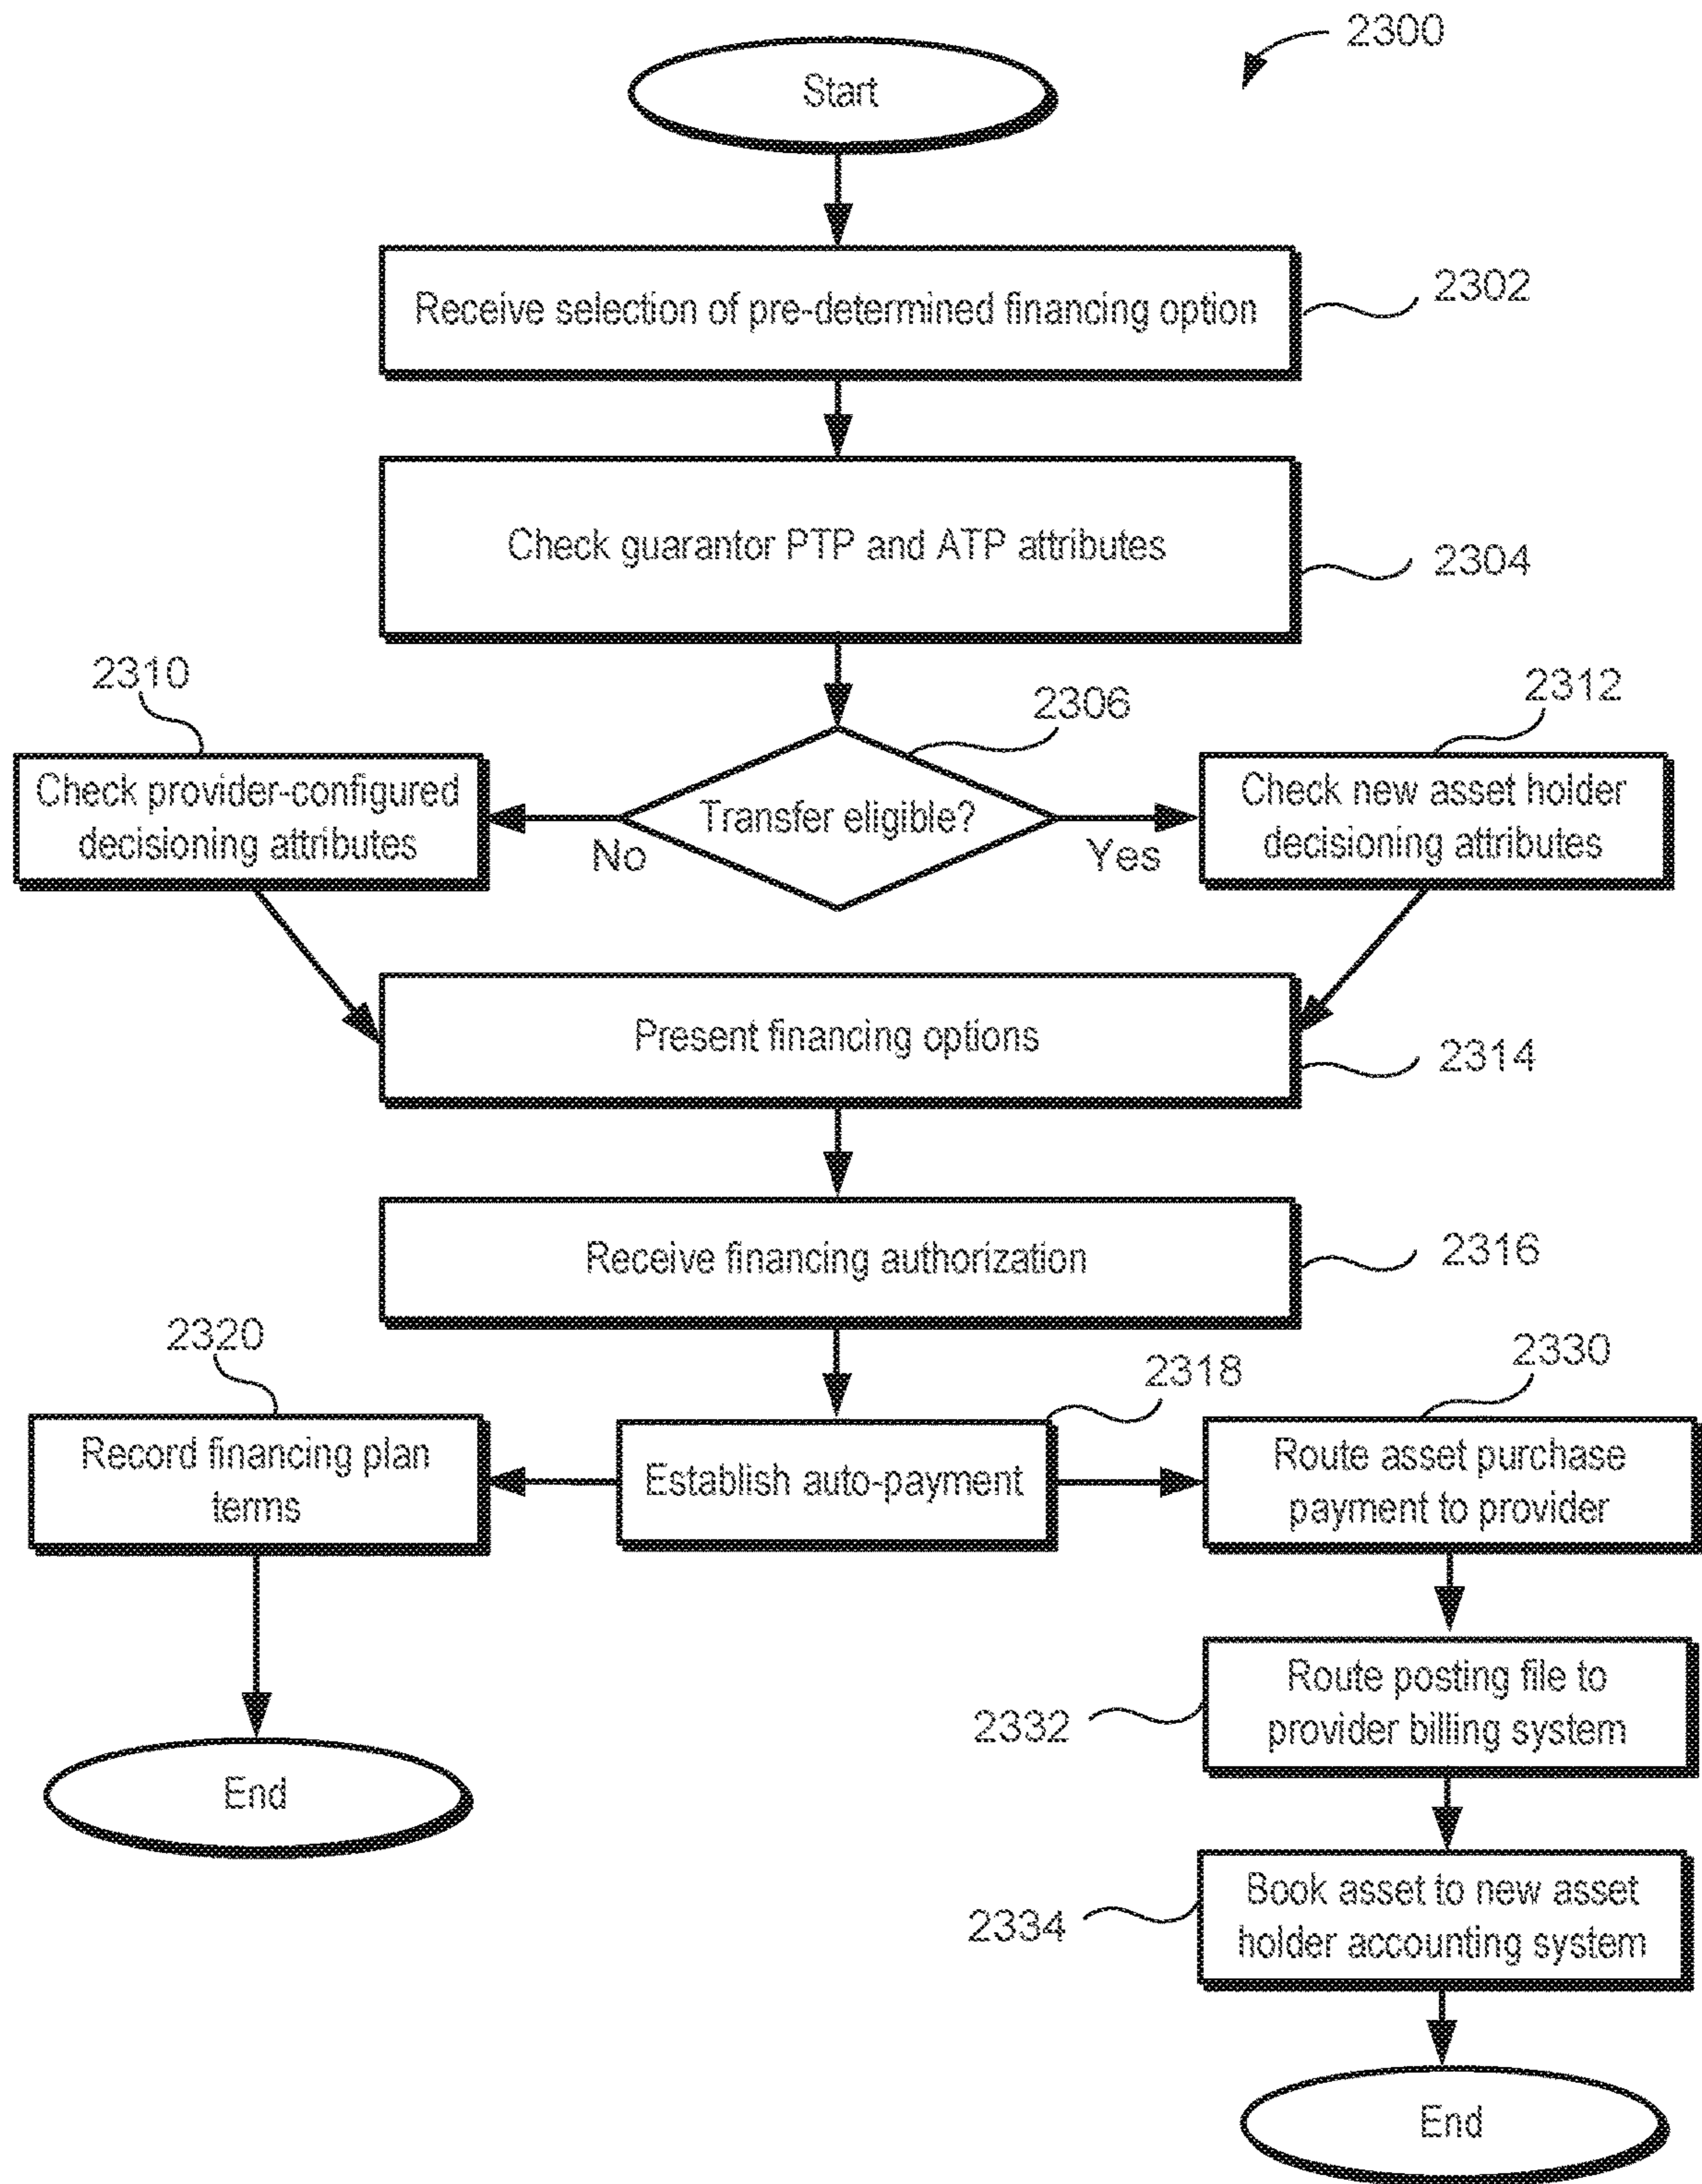 2300
Start
Receive selection of pre-determined financing option
2302
Check guarantor PTP and ATP attributes
2304
2310
2306
2312
Check provider-configured
decisioning attributes
Transfer eligible?
No
Yes
Check new asset holder
decisioning attributes
Present financing options
2314
Receive financing authorization
2316
2320
2318
2330
Record financing plan
terms
Establish auto-payment
Route asset purchase
payment to provider
Route posting file to
provider billing system
2332
End
Book asset to new asset
holder accounting system
2334
End